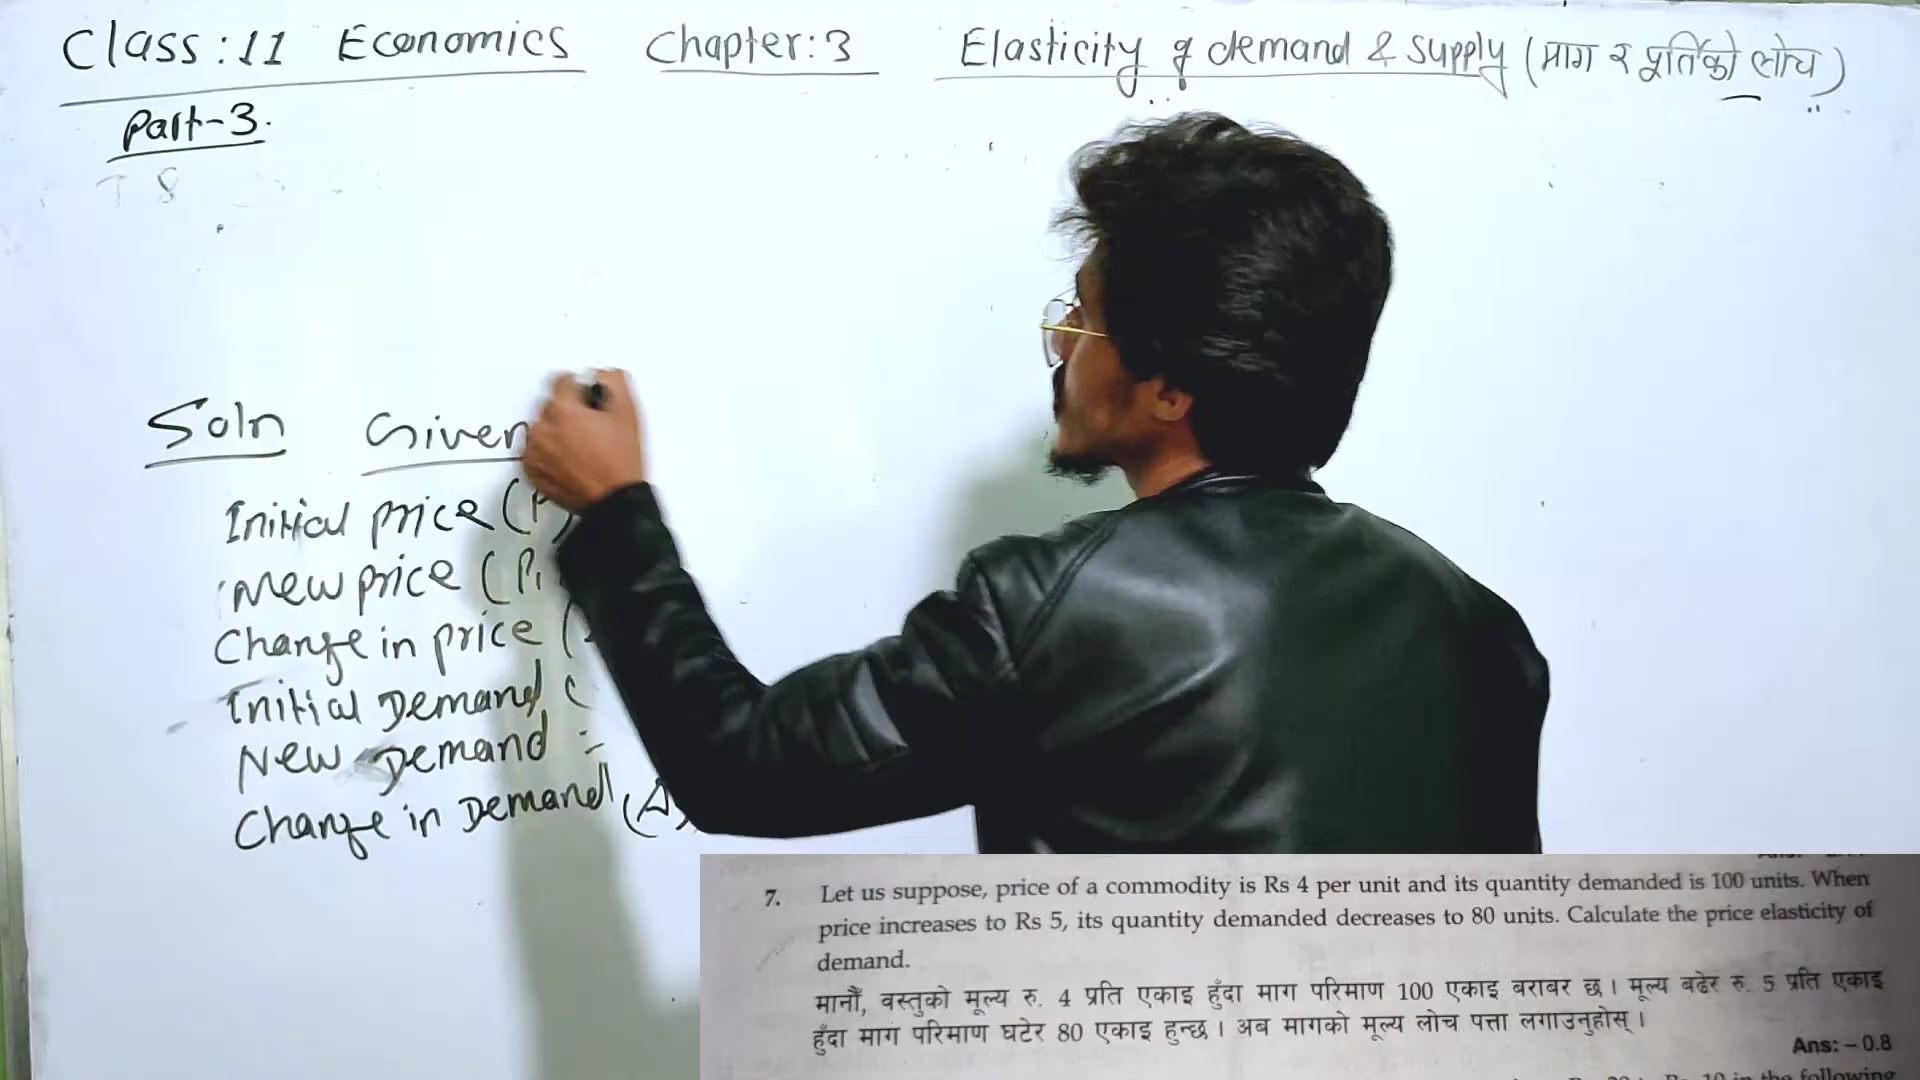 Class:11 Economics Chapter:3 Elasticity of demand & supply (माग र पूर्तिको लोच)
Part-3.
Soln Given
Initial price (P
New price (P₁
Change in price (
Initial Demand (
New Demand =
Change in Demand (Δ
7. Let us suppose, price of a commodity is Rs 4 per unit and its quantity demanded is 100 units. When
price increases to Rs 5, its quantity demanded decreases to 80 units. Calculate the price elasticity of
demand.
मानौँ, वस्तुको मूल्य रु. 4 प्रति एकाइ हुँदा माग परिमाण 100 एकाइ बराबर छ । मूल्य बढेर रु. 5 प्रति एकाइ
हुँदा माग परिमाण घटेर 80 एकाइ हुन्छ । अब मागको मूल्य लोच पत्ता लगाउनुहोस् ।
Ans: – 0.8
in the following